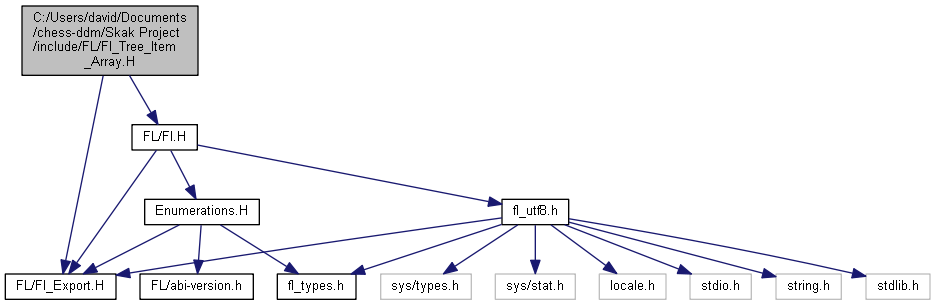 C:/Users/david/Documents
/chess-ddm/Skak Project
/include/FL/Fl_Tree_Item
_Array.H
FL/Fl.H
Enumerations.H
fl_utf8.h
FL/Fl_Export.H
FL/abi-version.h
fl_types.h
sys/types.h
sys/stat.h
locale.h
stdio.h
string.h
stdlib.h